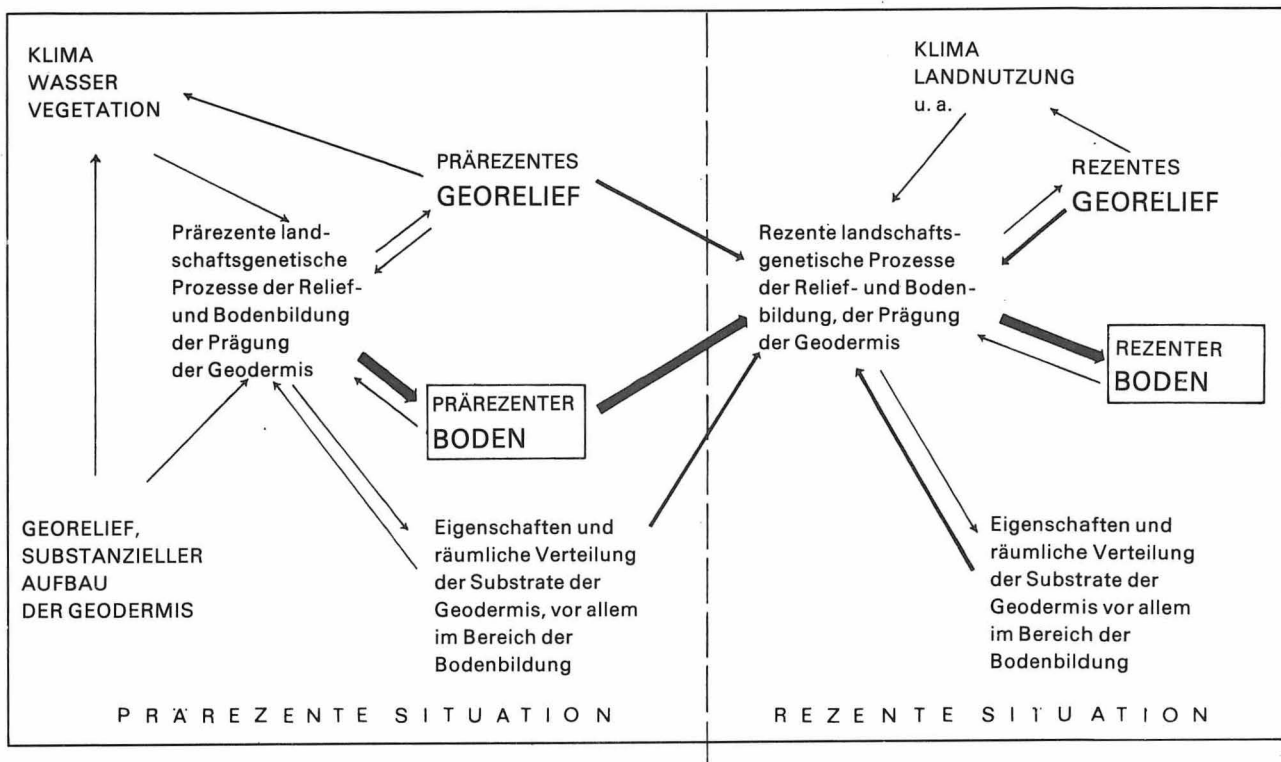 KLIMA
WASSER
VEGETATION
PRÄREZENTES
GEORELIEF
Prärezente land-
schaftsgenetische
Prozesse der Relief-
und Bodenbildung
der Prägung
der Geodermis
PRÄREZENTER
BODEN
GEORELIEF,
SUBSTANZIELLER
AUFBAU
DER GEODERMIS
Eigenschaften und
räumliche Verteilung
der Substrate der
Geodermis, vor allem
im Bereich der
Bodenbildung
PRÄREZENTE SITUATION
KLIMA
LANDNUTZUNG
u. a.
REZENTES
GEORELIEF
Rezente landschafts-
genetische Prozesse
der Relief- und Boden-
bildung, der Prägung
der Geodermis
REZENTER
BODEN
Eigenschaften und
räumliche Verteilung
der Substrate der
Geodermis vor allem
im Bereich der
Bodenbildung
REZENTE SITUATION